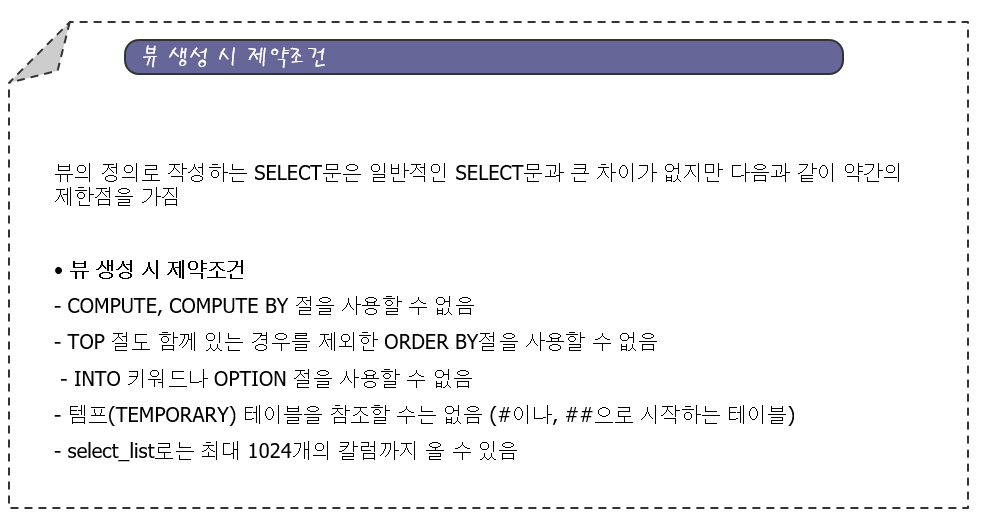 뷰 생성 시 제약조건
뷰의 정의로 작성하는 SELECT문은 일반적인 SELECT문과 큰 차이가 없지만 다음과 같이 약간의
제한점을 가짐
• 뷰 생성 시 제약조건
- COMPUTE, COMPUTE BY 절을 사용할 수 없음
- TOP 절도 함께 있는 경우를 제외한 ORDER BY절을 사용할 수 없음
- INTO 키워드나 OPTION 절을 사용할 수 없음
- 템프(TEMPORARY) 테이블을 참조할 수는 없음 (#이나, ##으로 시작하는 테이블)
- select_list로는 최대 1024개의 칼럼까지 올 수 있음